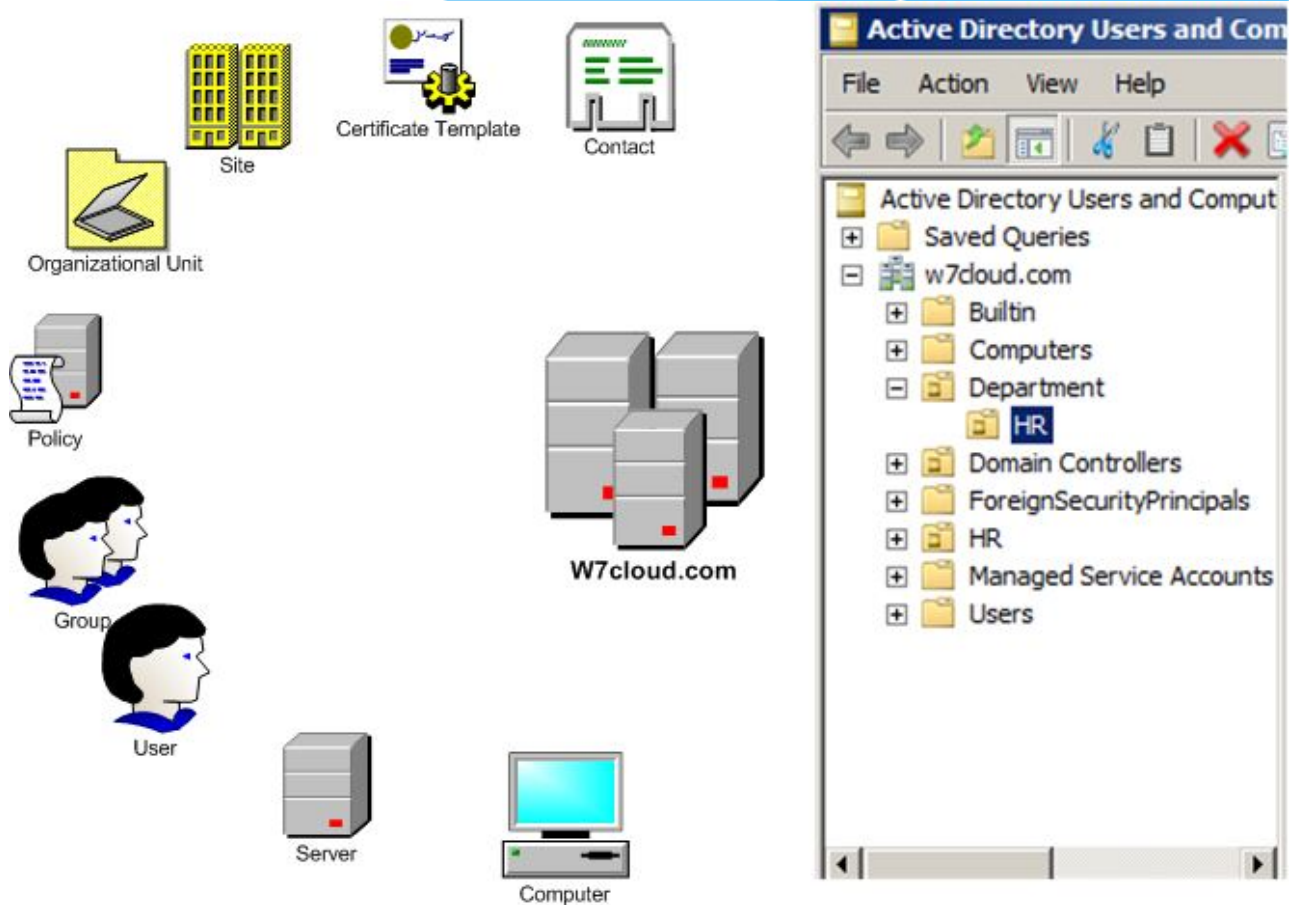 Certificate Template
Contact
Site
Organizational Unit
Policy
Group
User
Server
Computer
W7cloud.com
Active Directory Users and Com
File Action View Help
Active Directory Users and Comput
Saved Queries
w7cloud.com
Builtin
Computers
Department
HR
Domain Controllers
ForeignSecurityPrincipals
HR
Managed Service Accounts
Users